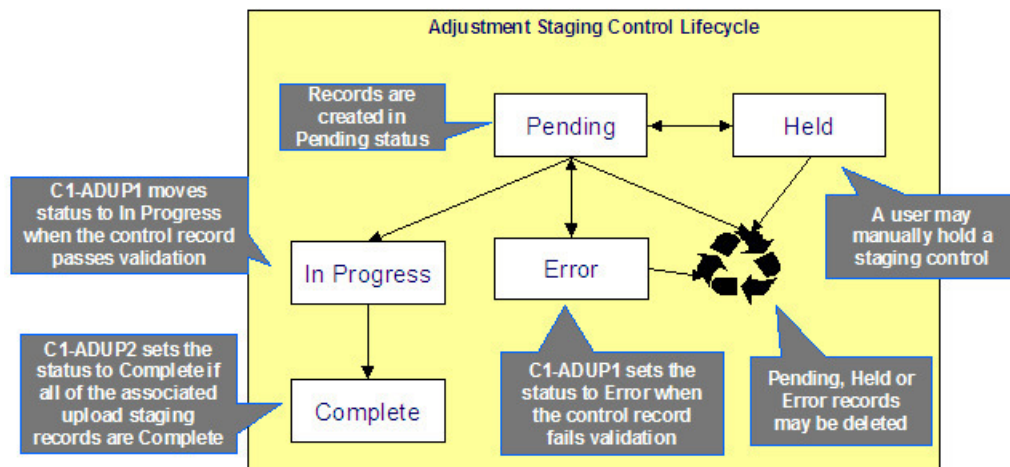 Adjustment Staging Control Lifecycle
Records are
created in
Pending status
Pending
Held
C1-ADUP1 moves
status to In Progress
when the control record
passes validation
A user may
manually hold a
staging control
In Progress
Error
C1-ADUP2 sets the
status to Complete if
all of the associated
upload staging
records are Complete
Complete
C1-ADUP1 sets the
status to Error when
the control record
fails validation
Pending, Held or
Error records
may be deleted